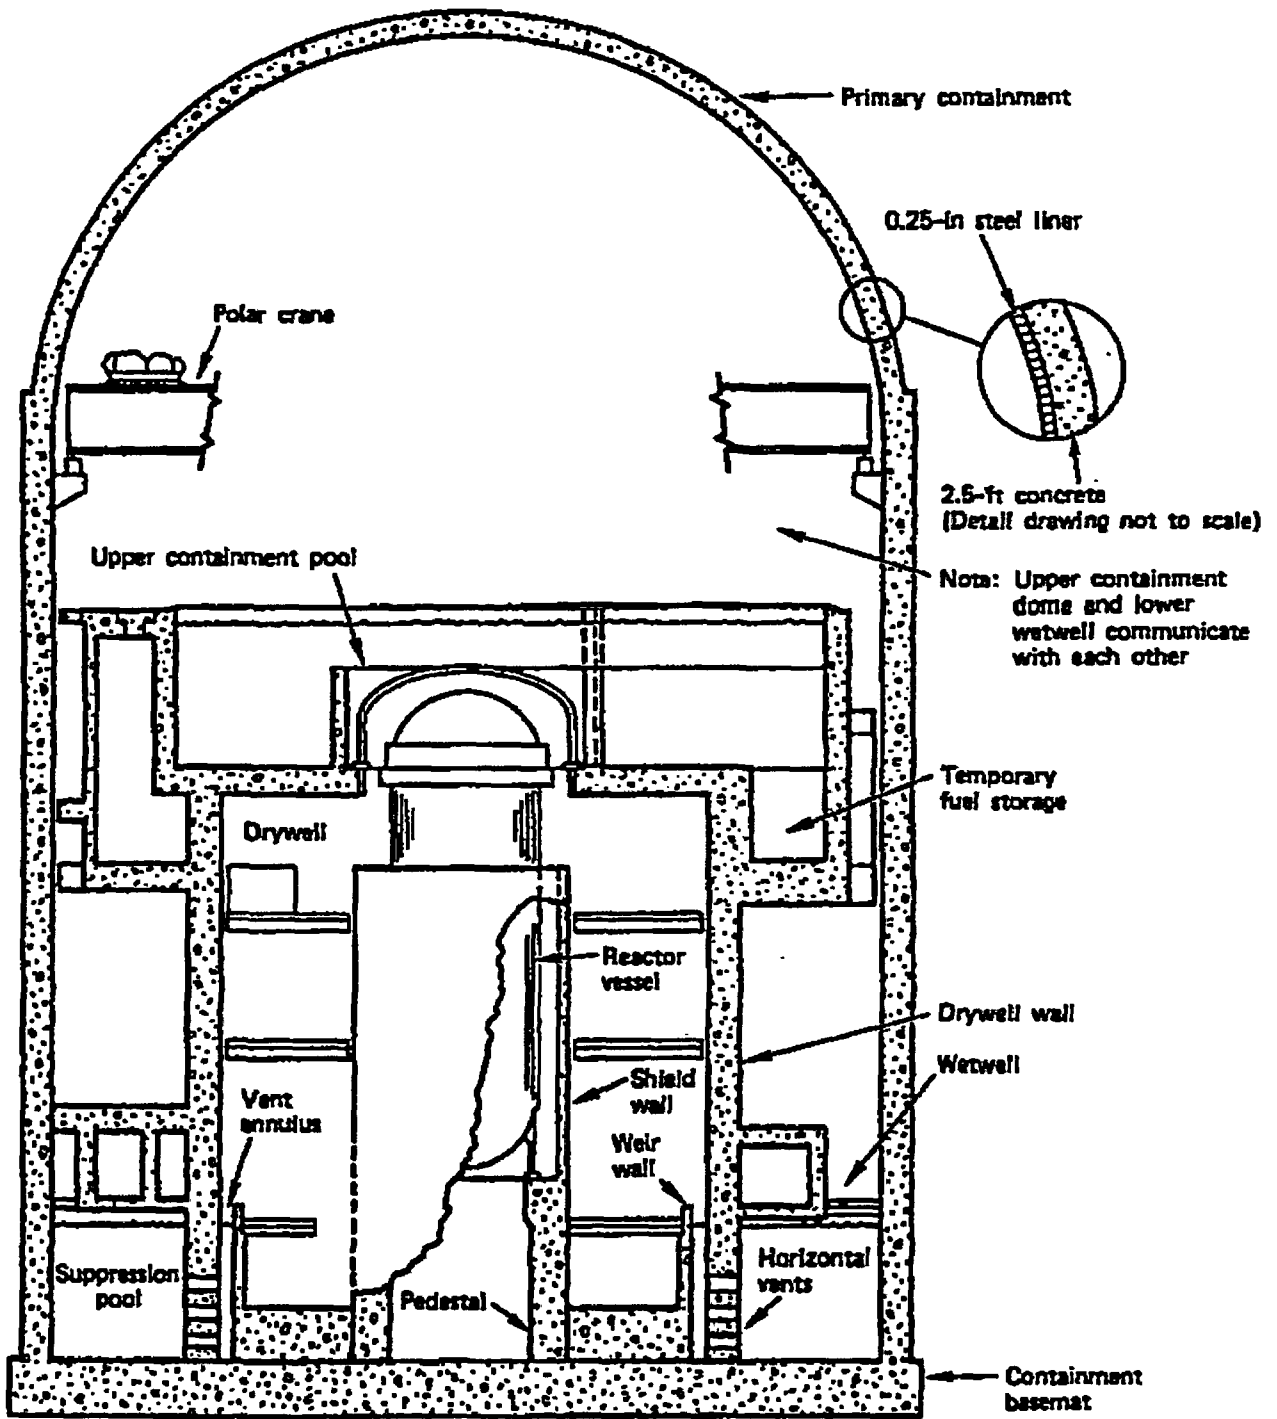 Primary containment
0.25-in steel liner
Polar crane
2.5-ft concrete
(Detail drawing not to scale)
Upper containment pool
Note: Upper containment
dome and lower
wetwell communicate
with each other
Temporary
fuel storage
Drywell
Reactor
vessel
Drywell wall
Wetwell
Shield
wall
Vent
annulus
Weir
wall
Suppression
pool
Horizontal
vents
Pedestal
Containment
basemat